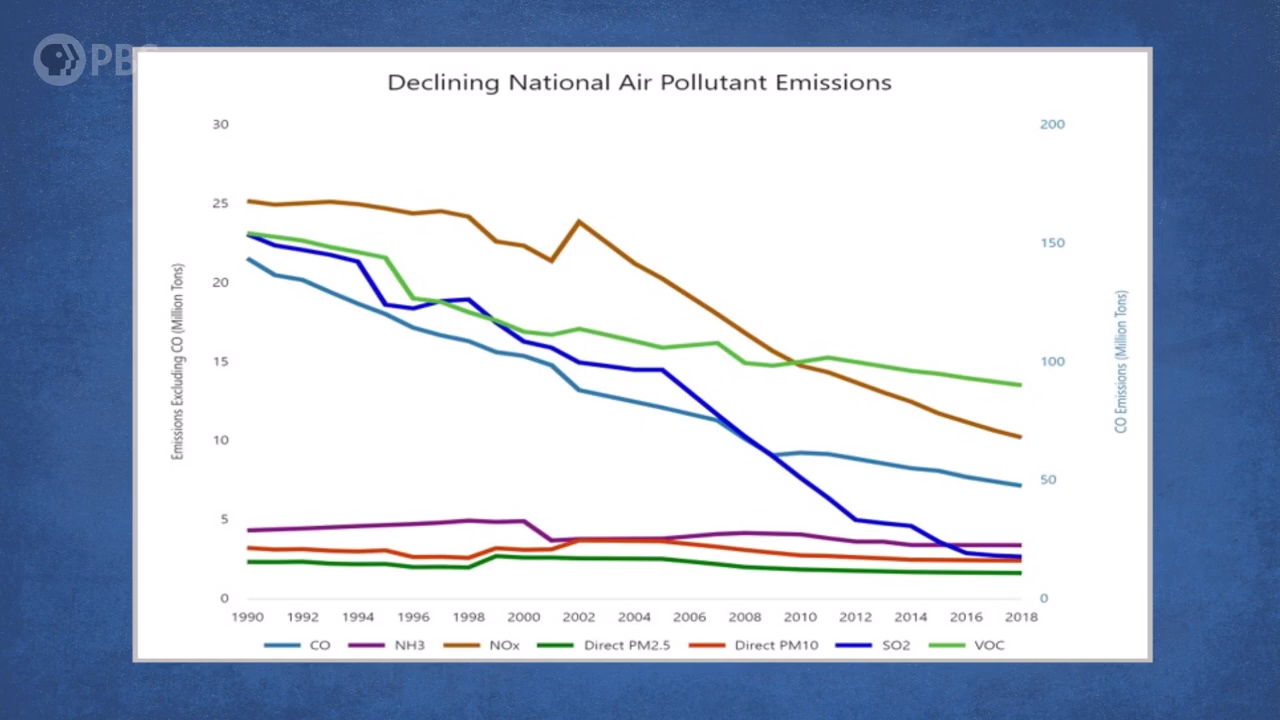 PBS
Declining National Air Pollutant Emissions
30
25
20
15
10
5
0
Emissions Excluding CO (Million Tons)
200
150
100
50
0
CO Emissions (Million Tons)
1990 1992 1994 1996 1998 2000 2002 2004 2006 2008 2010 2012 2014 2016 2018
CO NH3 NOx Direct PM2.5 Direct PM10 SO2 VOC